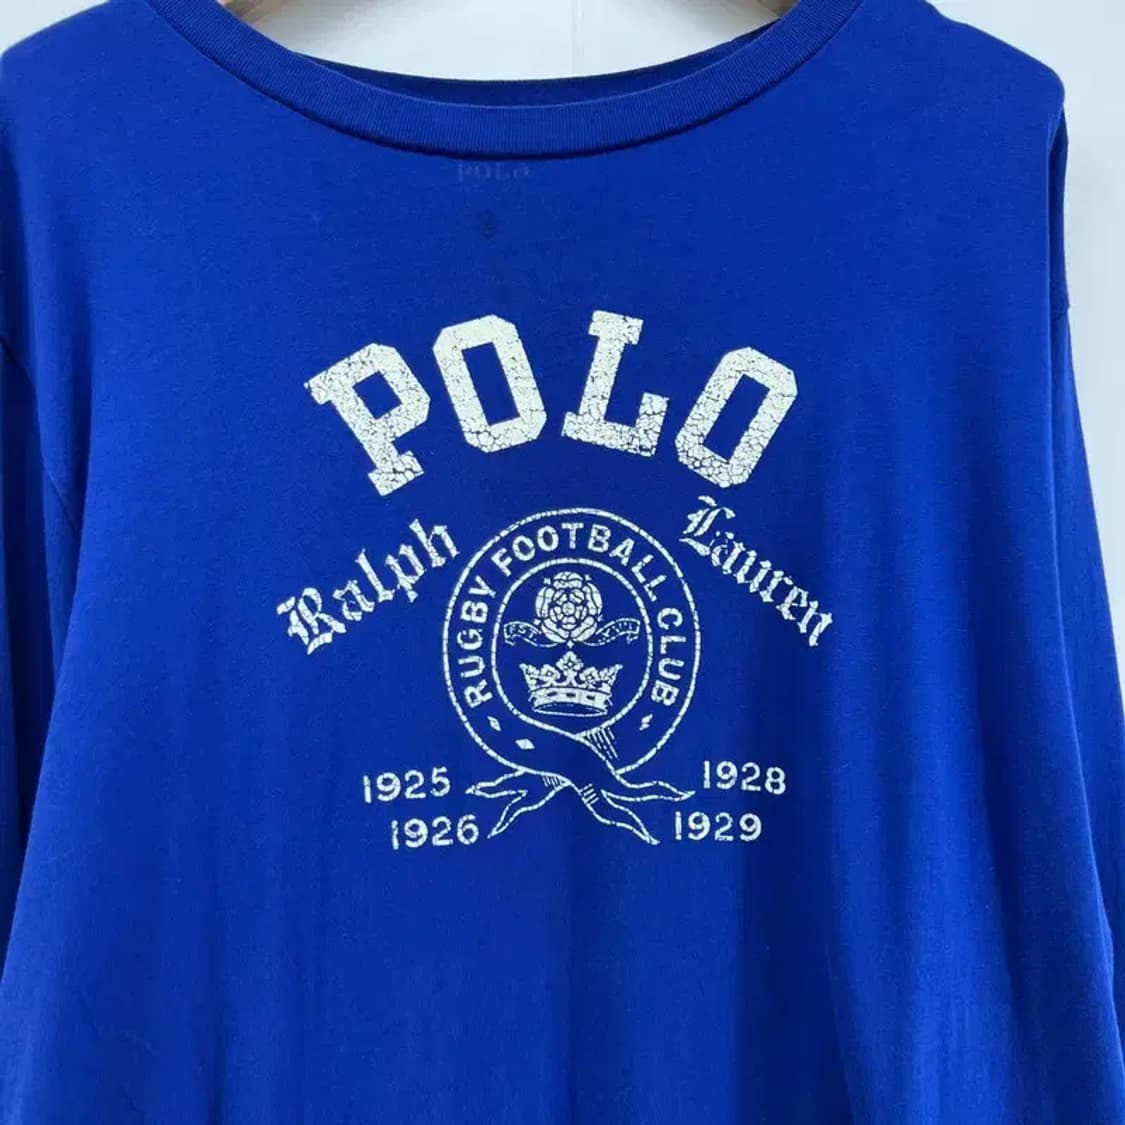 POLO
POLO
Ralph Lauren
RUGBY FOOTBALL CLUB
1925 1928
1926 1929